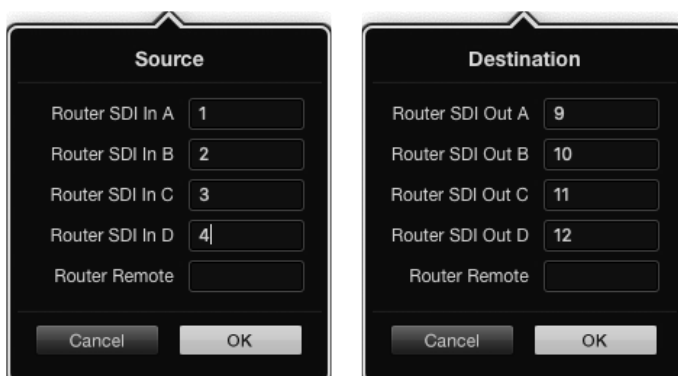 Source
Router SDI In A 1
Router SDI In B 2
Router SDI In C 3
Router SDI In D 4
Router Remote
Cancel OK
Destination
Router SDI Out A 9
Router SDI Out B 10
Router SDI Out C 11
Router SDI Out D 12
Router Remote
Cancel OK